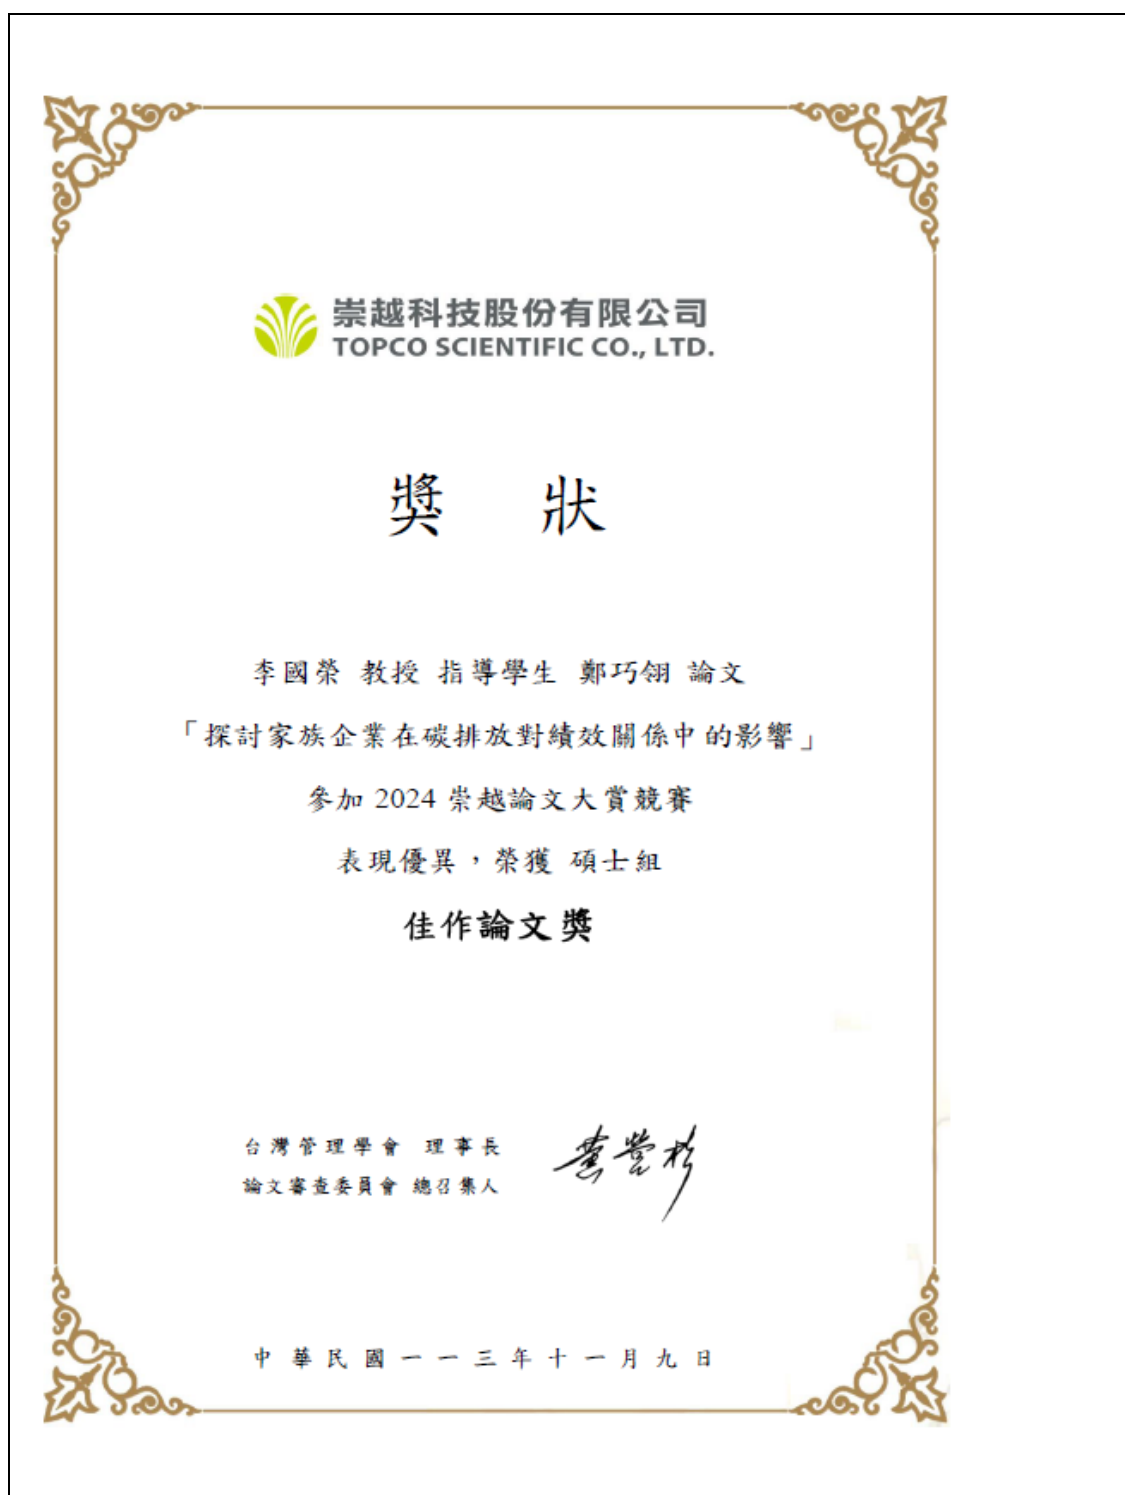 崇越科技股份有限公司
TOPCO SCIENTIFIC CO., LTD.
獎 狀
李國榮 教授 指導學生 鄭巧翎 論文
「探討家族企業在碳排放對績效關係中的影響」
參加 2024 崇越論文大賞競賽
表現優異，榮獲 碩士組
佳作論文獎
台灣管理學會 理事長
論文審查委員會 總召集人
中華民國一一三年十一月九日